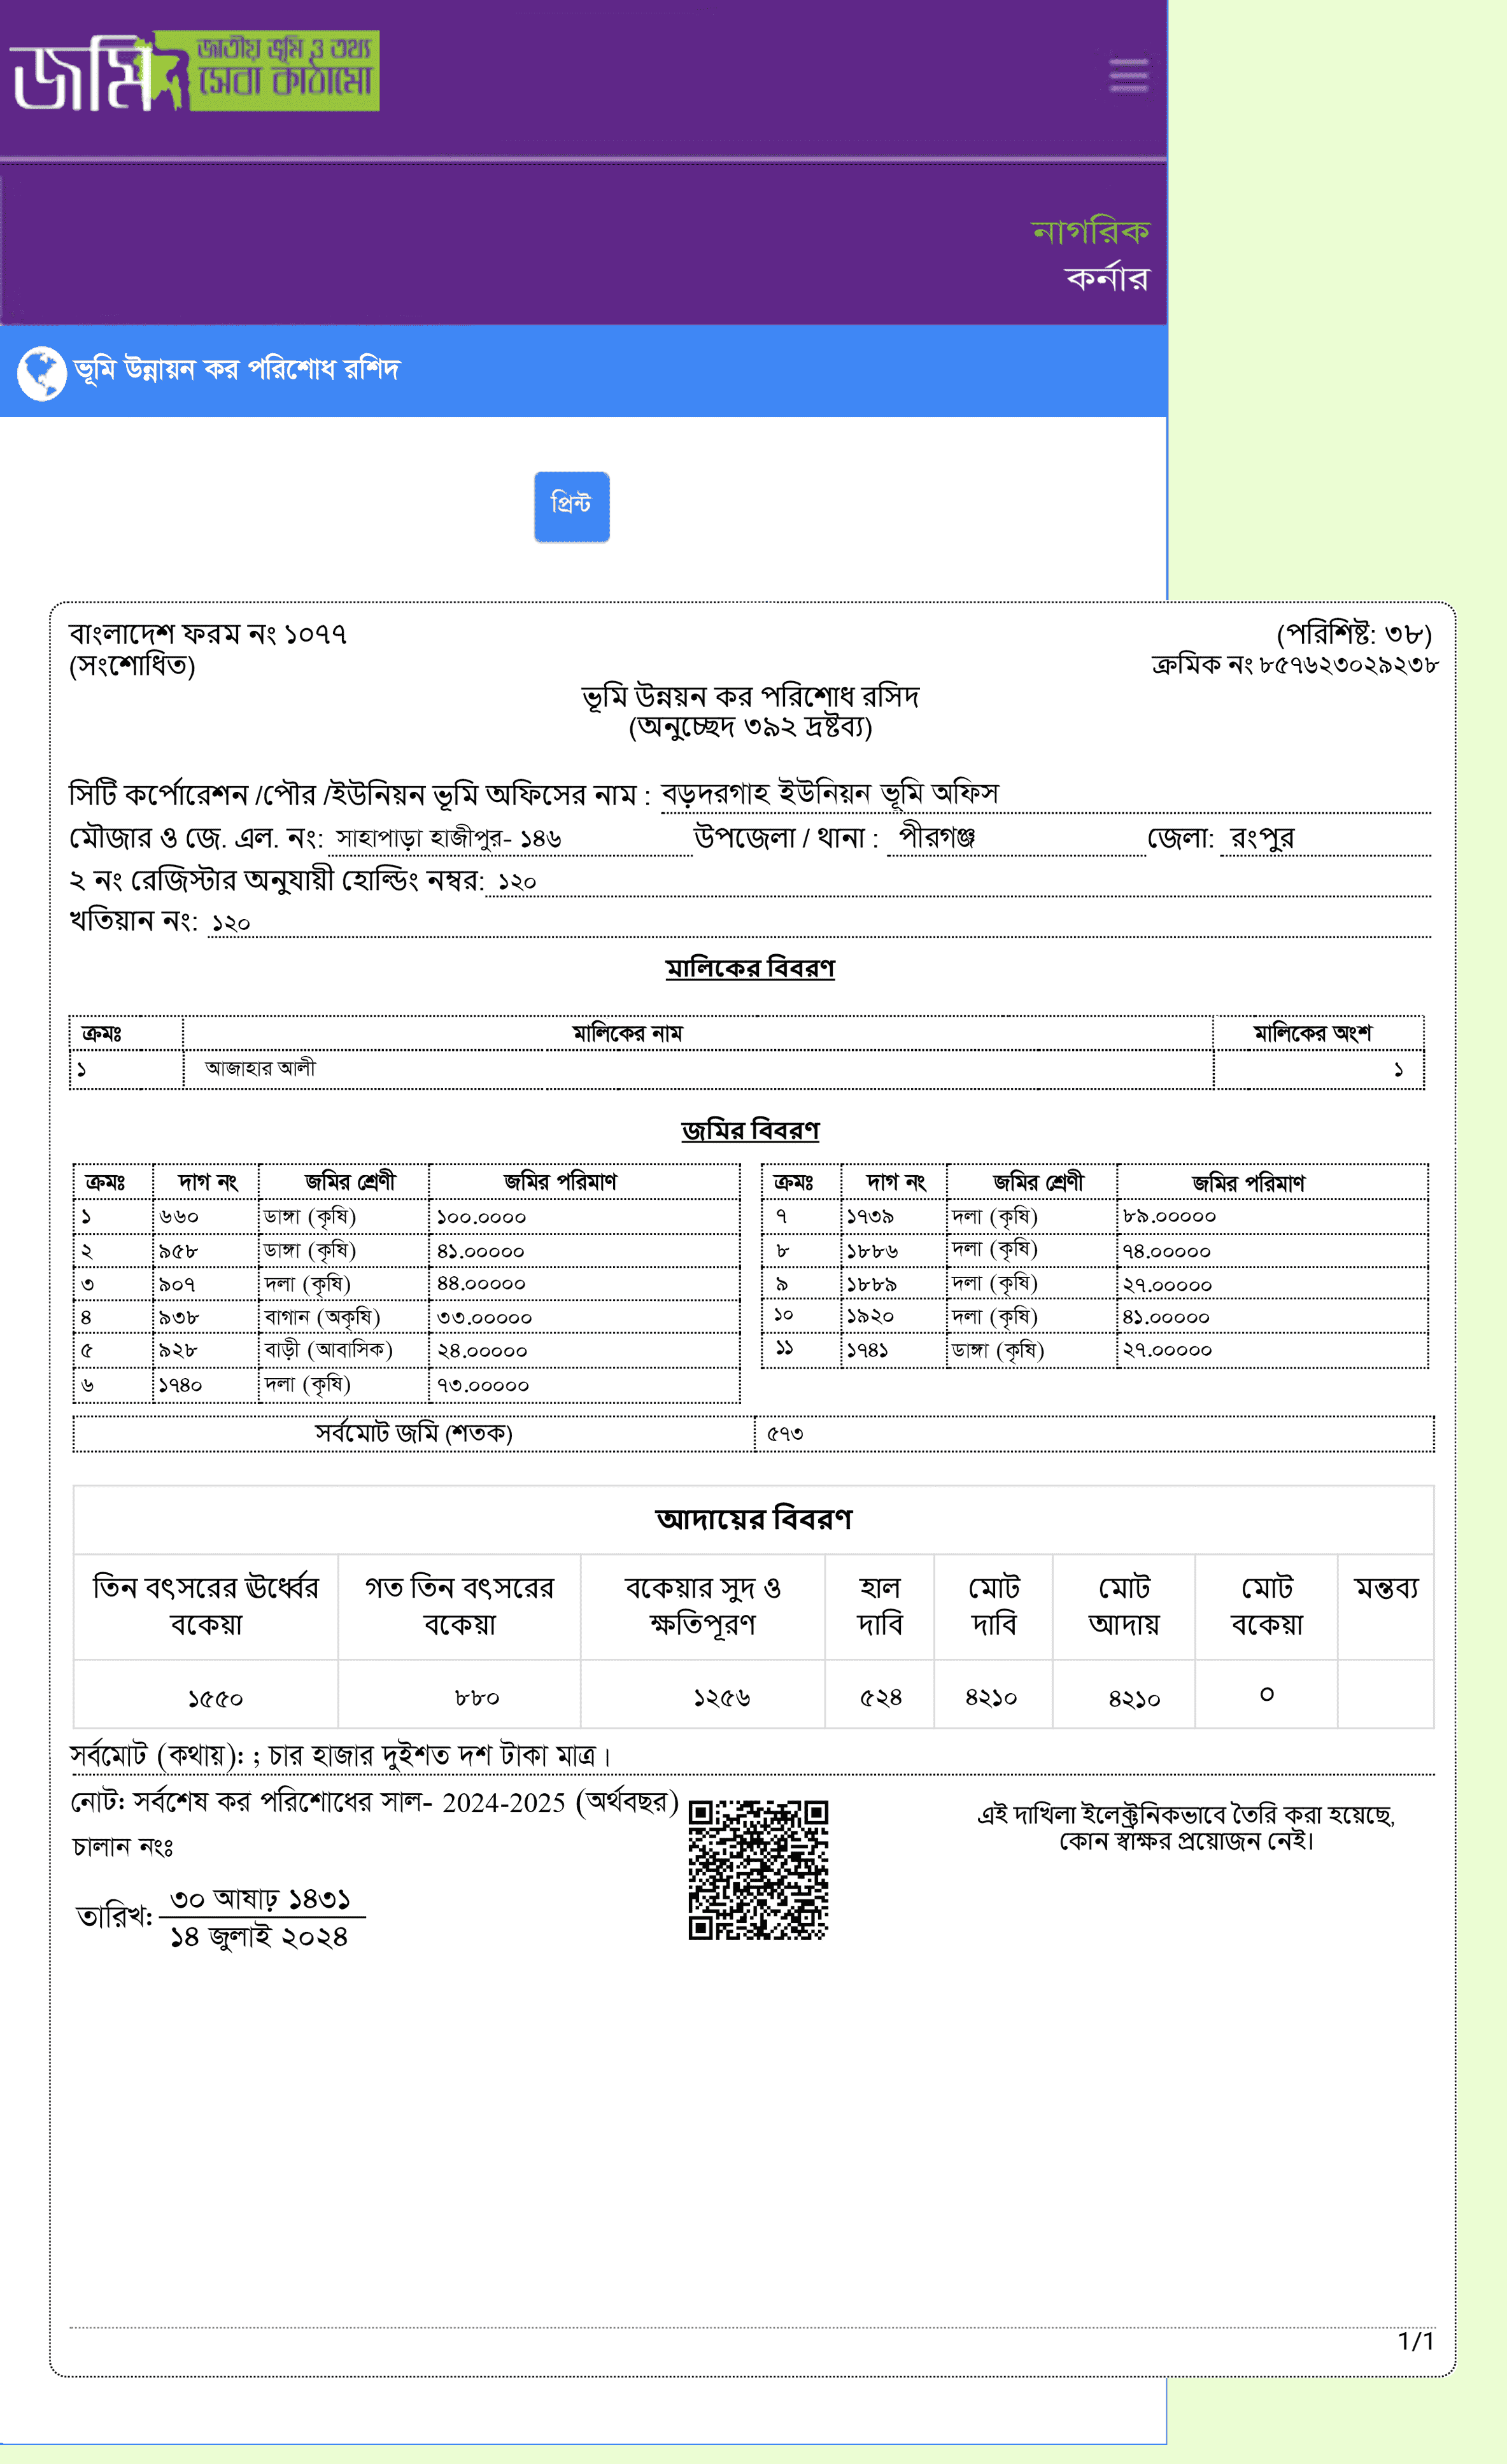 জমি জাতীয় ভূমি ও তথ্য
সেবা কাঠামো
নাগরিক
কর্নার
ভূমি উন্নায়ন কর পরিশোধ রশিদ
প্রিন্ট
বাংলাদেশ ফরম নং ১০৭৭ (পরিশিষ্ট: ৩৮)
(সংশোধিত) ক্রমিক নং ৮৫৭৬২৩০২৯২৩৮
ভূমি উন্নয়ন কর পরিশোধ রসিদ
(অনুচ্ছেদ ৩৯২ দ্রষ্টব্য)
সিটি কর্পোরেশন /পৌর /ইউনিয়ন ভূমি অফিসের নাম : বড়দরগাহ ইউনিয়ন ভূমি অফিস
মৌজার ও জে. এল. নং: সাহাপাড়া হাজীপুর- ১৪৬ উপজেলা / থানা : পীরগঞ্জ জেলা: রংপুর
২ নং রেজিস্টার অনুযায়ী হোল্ডিং নম্বর: ১২০
খতিয়ান নং: ১২০
মালিকের বিবরণ
ক্রমঃ মালিকের নাম মালিকের অংশ
১ আজাহার আলী ১
জমির বিবরণ
ক্রমঃ দাগ নং জমির শ্রেণী জমির পরিমাণ ক্রমঃ দাগ নং জমির শ্রেণী জমির পরিমাণ
১ ৬৬০ ডাঙ্গা (কৃষি) ১০০.০০০০ ৭ ১৭৩৯ দলা (কৃষি) ৮৯.০০০০০
২ ৯৫৮ ডাঙ্গা (কৃষি) ৪১.০০০০০ ৮ ১৮৮৬ দলা (কৃষি) ৭৪.০০০০০
৩ ৯০৭ দলা (কৃষি) ৪৪.০০০০০ ৯ ১৮৮৯ দলা (কৃষি) ২৭.০০০০০
৪ ৯৩৮ বাগান (অকৃষি) ৩৩.০০০০০ ১০ ১৯২০ দলা (কৃষি) ৪১.০০০০০
৫ ৯২৮ বাড়ী (আবাসিক) ২৪.০০০০০ ১১ ১৭৪১ ডাঙ্গা (কৃষি) ২৭.০০০০০
৬ ১৭৪০ দলা (কৃষি) ৭৩.০০০০০
সর্বমোট জমি (শতক) ৫৭৩
আদায়ের বিবরণ
তিন বৎসরের ঊর্ধ্বের গত তিন বৎসরের বকেয়ার সুদ ও হাল মোট মোট মোট মন্তব্য
বকেয়া বকেয়া ক্ষতিপূরণ দাবি দাবি আদায় বকেয়া
১৫৫০ ৮৮০ ১২৫৬ ৫২৪ ৪২১০ ৪২১০ ০
সর্বমোট (কথায়): ; চার হাজার দুইশত দশ টাকা মাত্র।
নোট: সর্বশেষ কর পরিশোধের সাল- 2024-2025 (অর্থবছর)
এই দাখিলা ইলেক্ট্রনিকভাবে তৈরি করা হয়েছে,
কোন স্বাক্ষর প্রয়োজন নেই।
চালান নংঃ
৩০ আষাঢ় ১৪৩১
তারিখ:
১৪ জুলাই ২০২৪
1/1